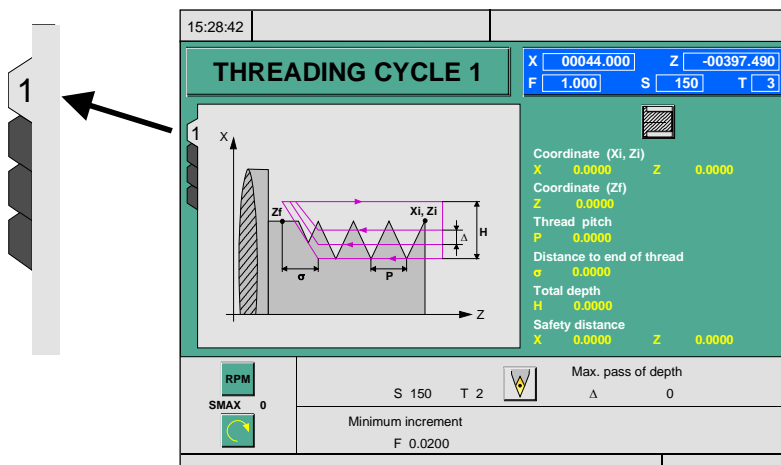 1
15:28:42
THREADING CYCLE 1
X 00044.000 Z -00397.490
F 1.000 S 150 T 3
1
X
Zf
Xi, Zi
H
Δ
σ
P
Z
Coordinate (Xi, Zi)
X 0.0000 Z 0.0000
Coordinate (Zf)
Z 0.0000
Thread pitch
P 0.0000
Distance to end of thread
σ 0.0000
Total depth
H 0.0000
Safety distance
X 0.0000 Z 0.0000
RPM
SMAX 0
S 150 T 2
Max. pass of depth
Δ 0
Minimum increment
F 0.0200